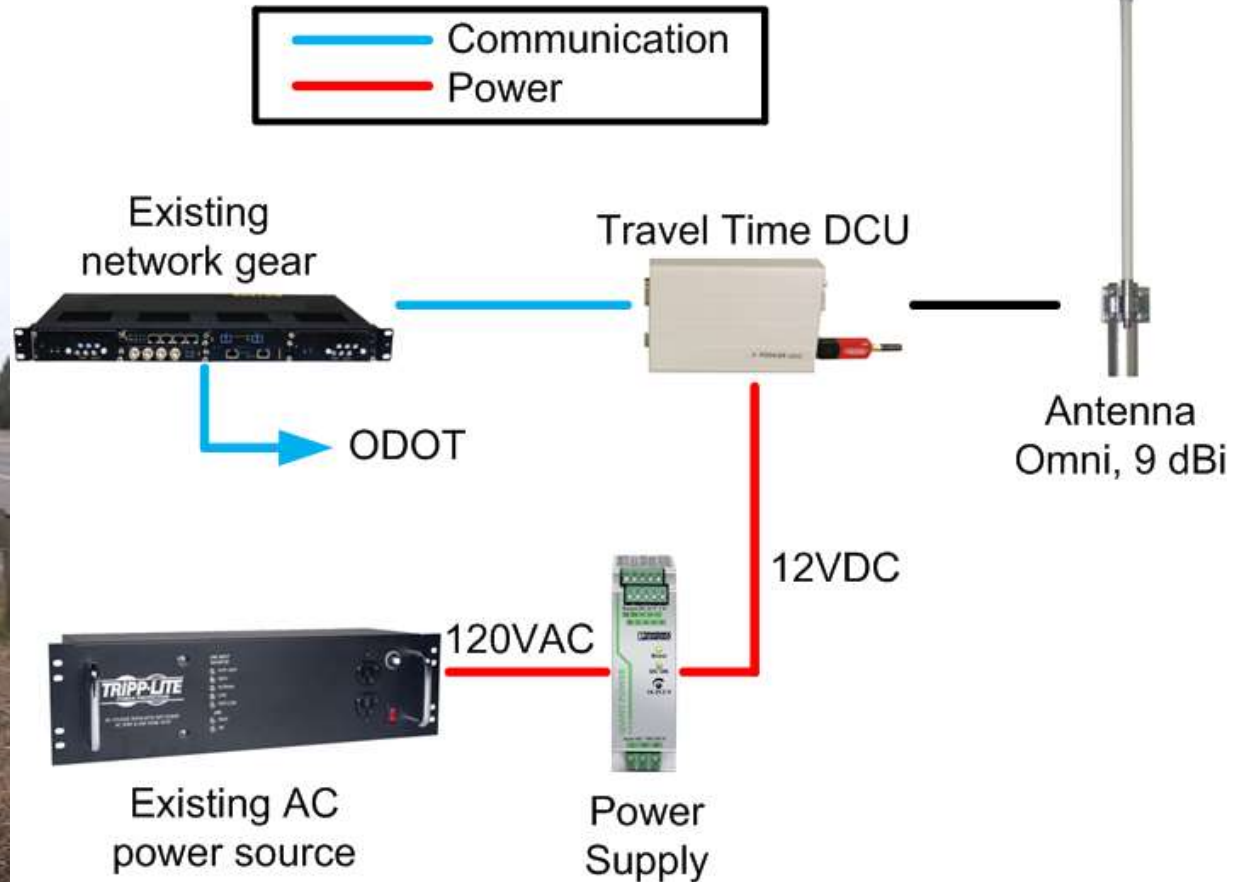 Communication
Power
Existing
network gear
Travel Time DCU
ODOT
Antenna
Omni, 9 dBi
12VDC
120VAC
TRIPP-LITE
Existing AC
power source
Power
Supply